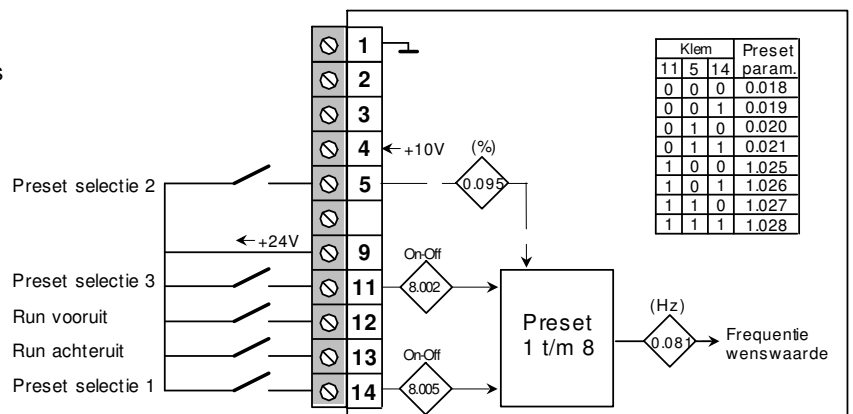 s
1
2
3
4
5
9
11
12
13
14
Preset selectie 2
Preset selectie 3
Run vooruit
Run achteruit
Preset selectie 1
+24V
+10V
(%)
0.095
On-Off
8.002
On-Off
8.005
Preset
1 t/m 8
(Hz)
0.081
Frequentie
wenswaarde
Klem Preset
11 5 14 param.
0 0 0 0.018
0 0 1 0.019
0 1 0 0.020
0 1 1 0.021
1 0 0 1.025
1 0 1 1.026
1 1 0 1.027
1 1 1 1.028